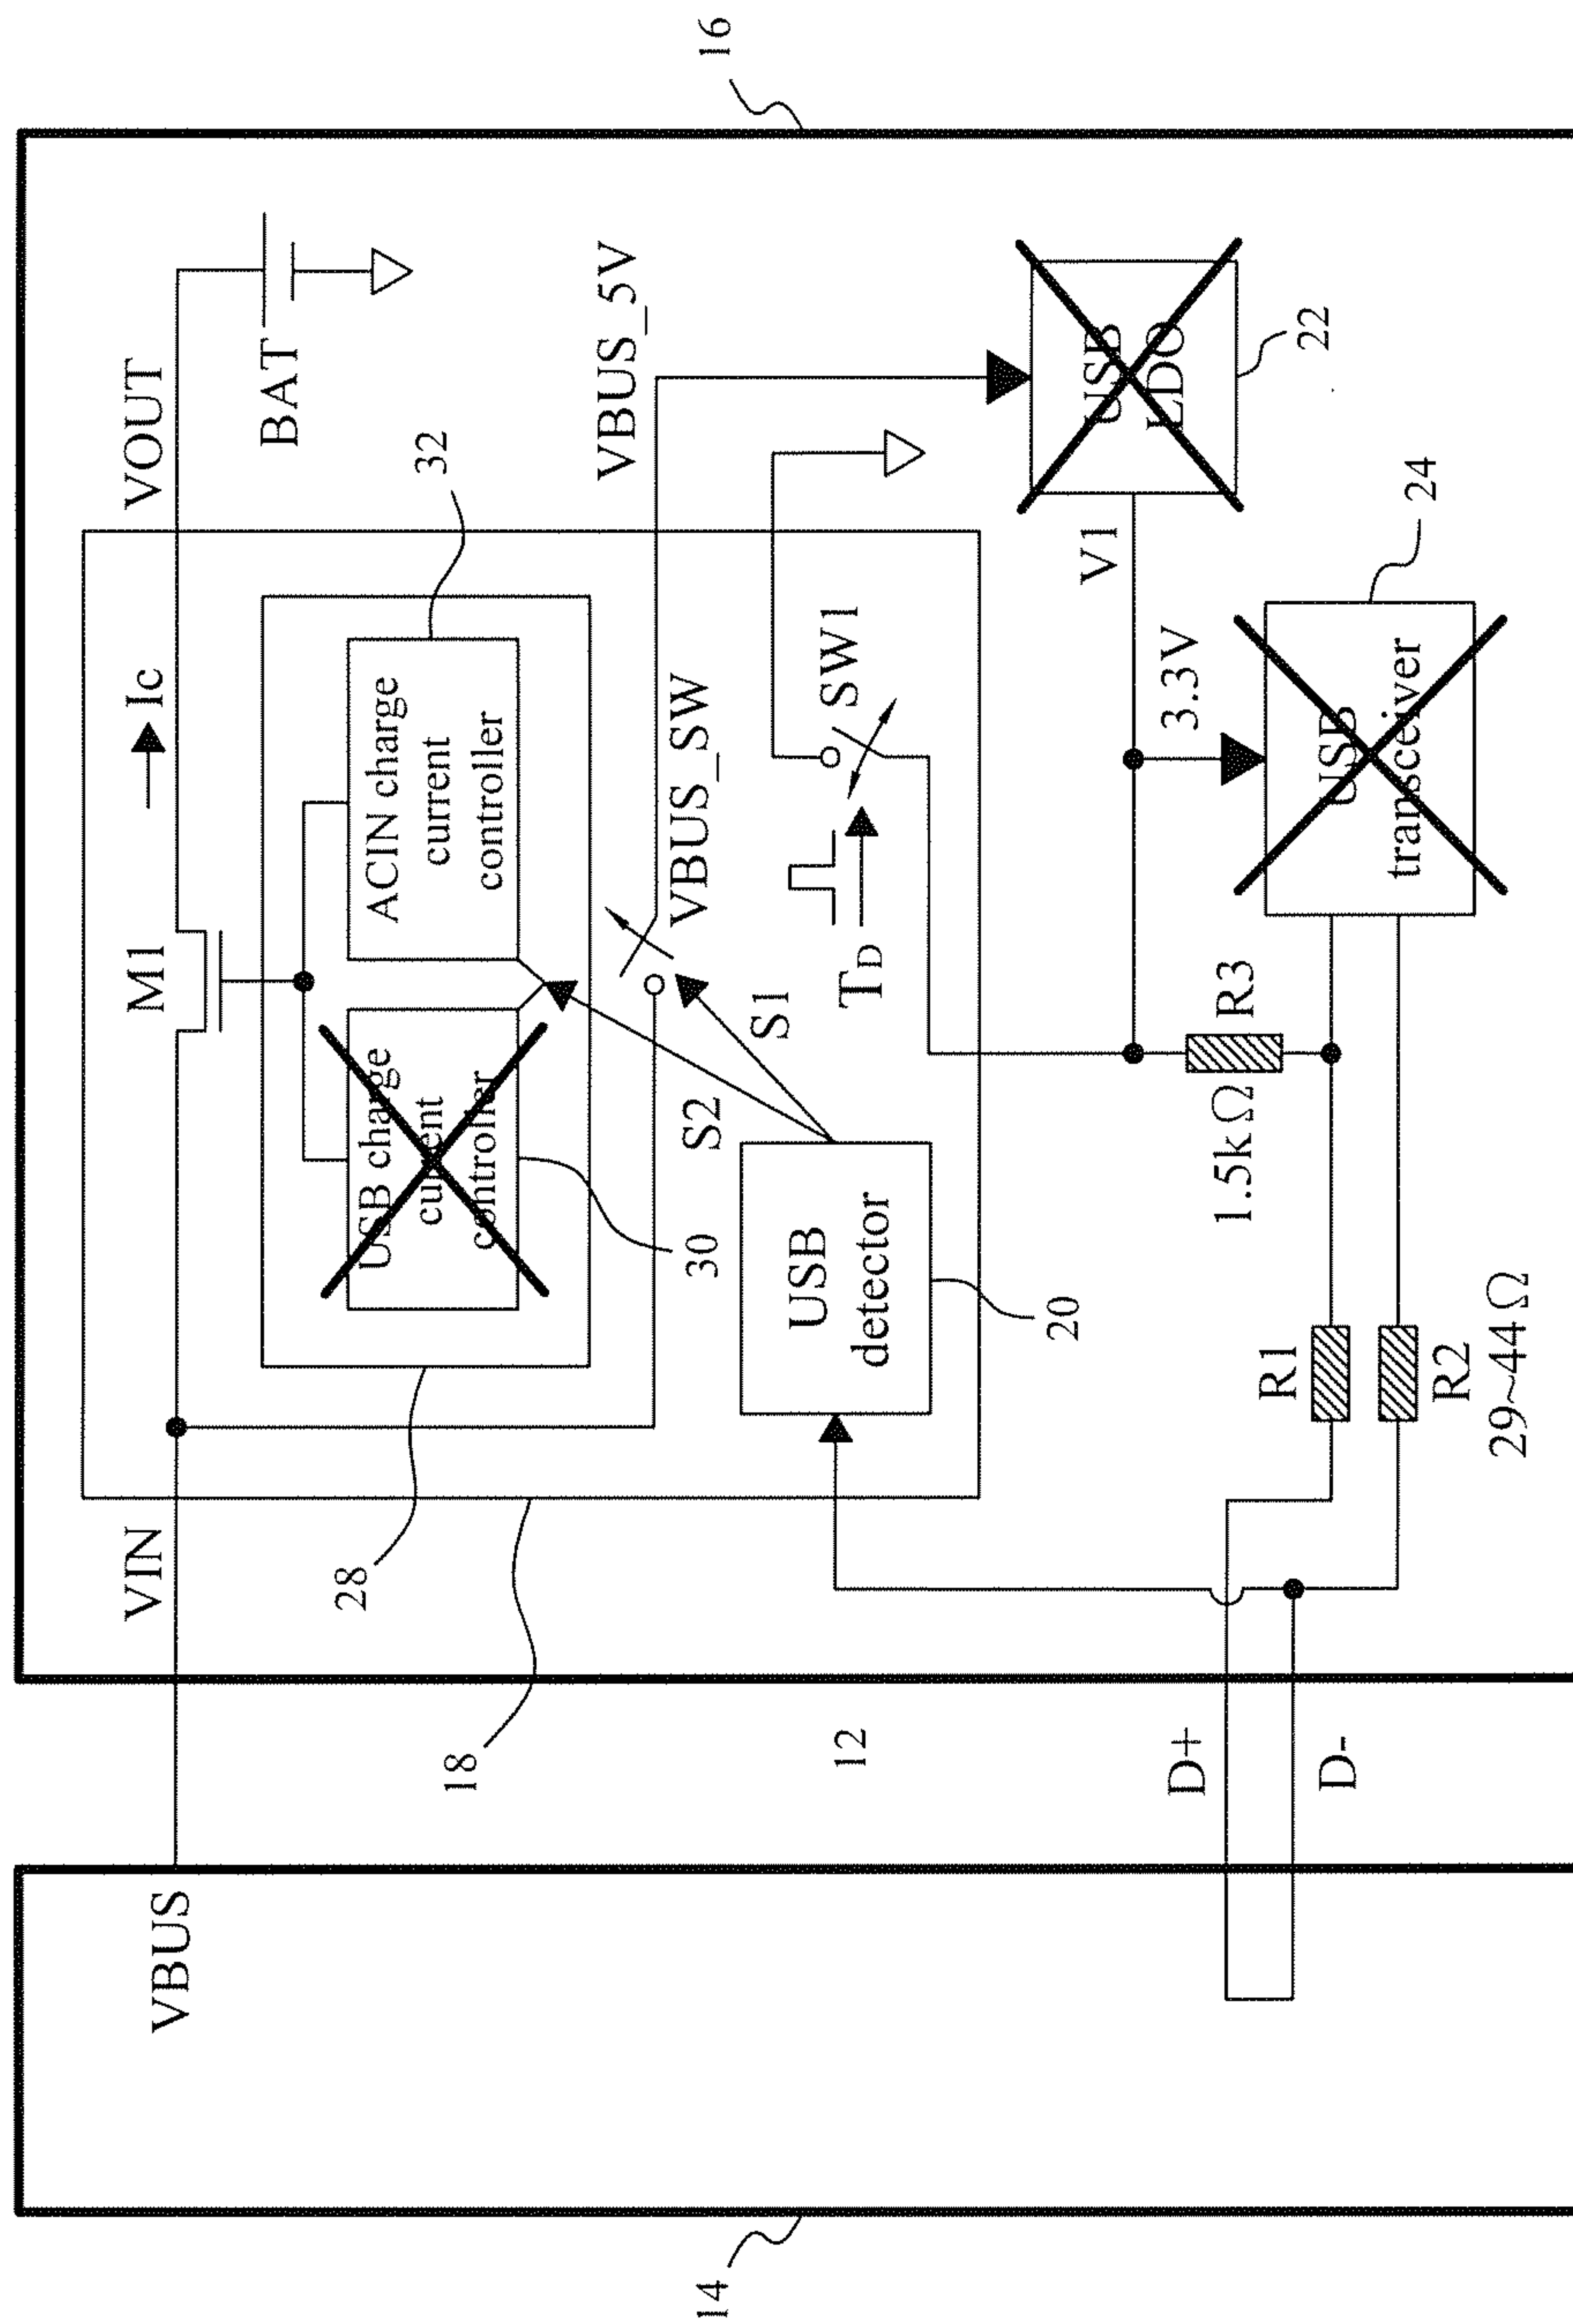 14
16
VBUS
VIN
M1
Ic
VOUT
BAT
28
USB charge
current
controller
30
ACIN charge
current
controller
32
18
VBUS_SW
VBUS_5V
S2
S1
USB
detector
20
T_D
SW1
12
D+
D-
R1
R2
29~44Ω
1.5kΩ
R3
V1
3.3V
USB
LDO
22
USB
transceiver
24